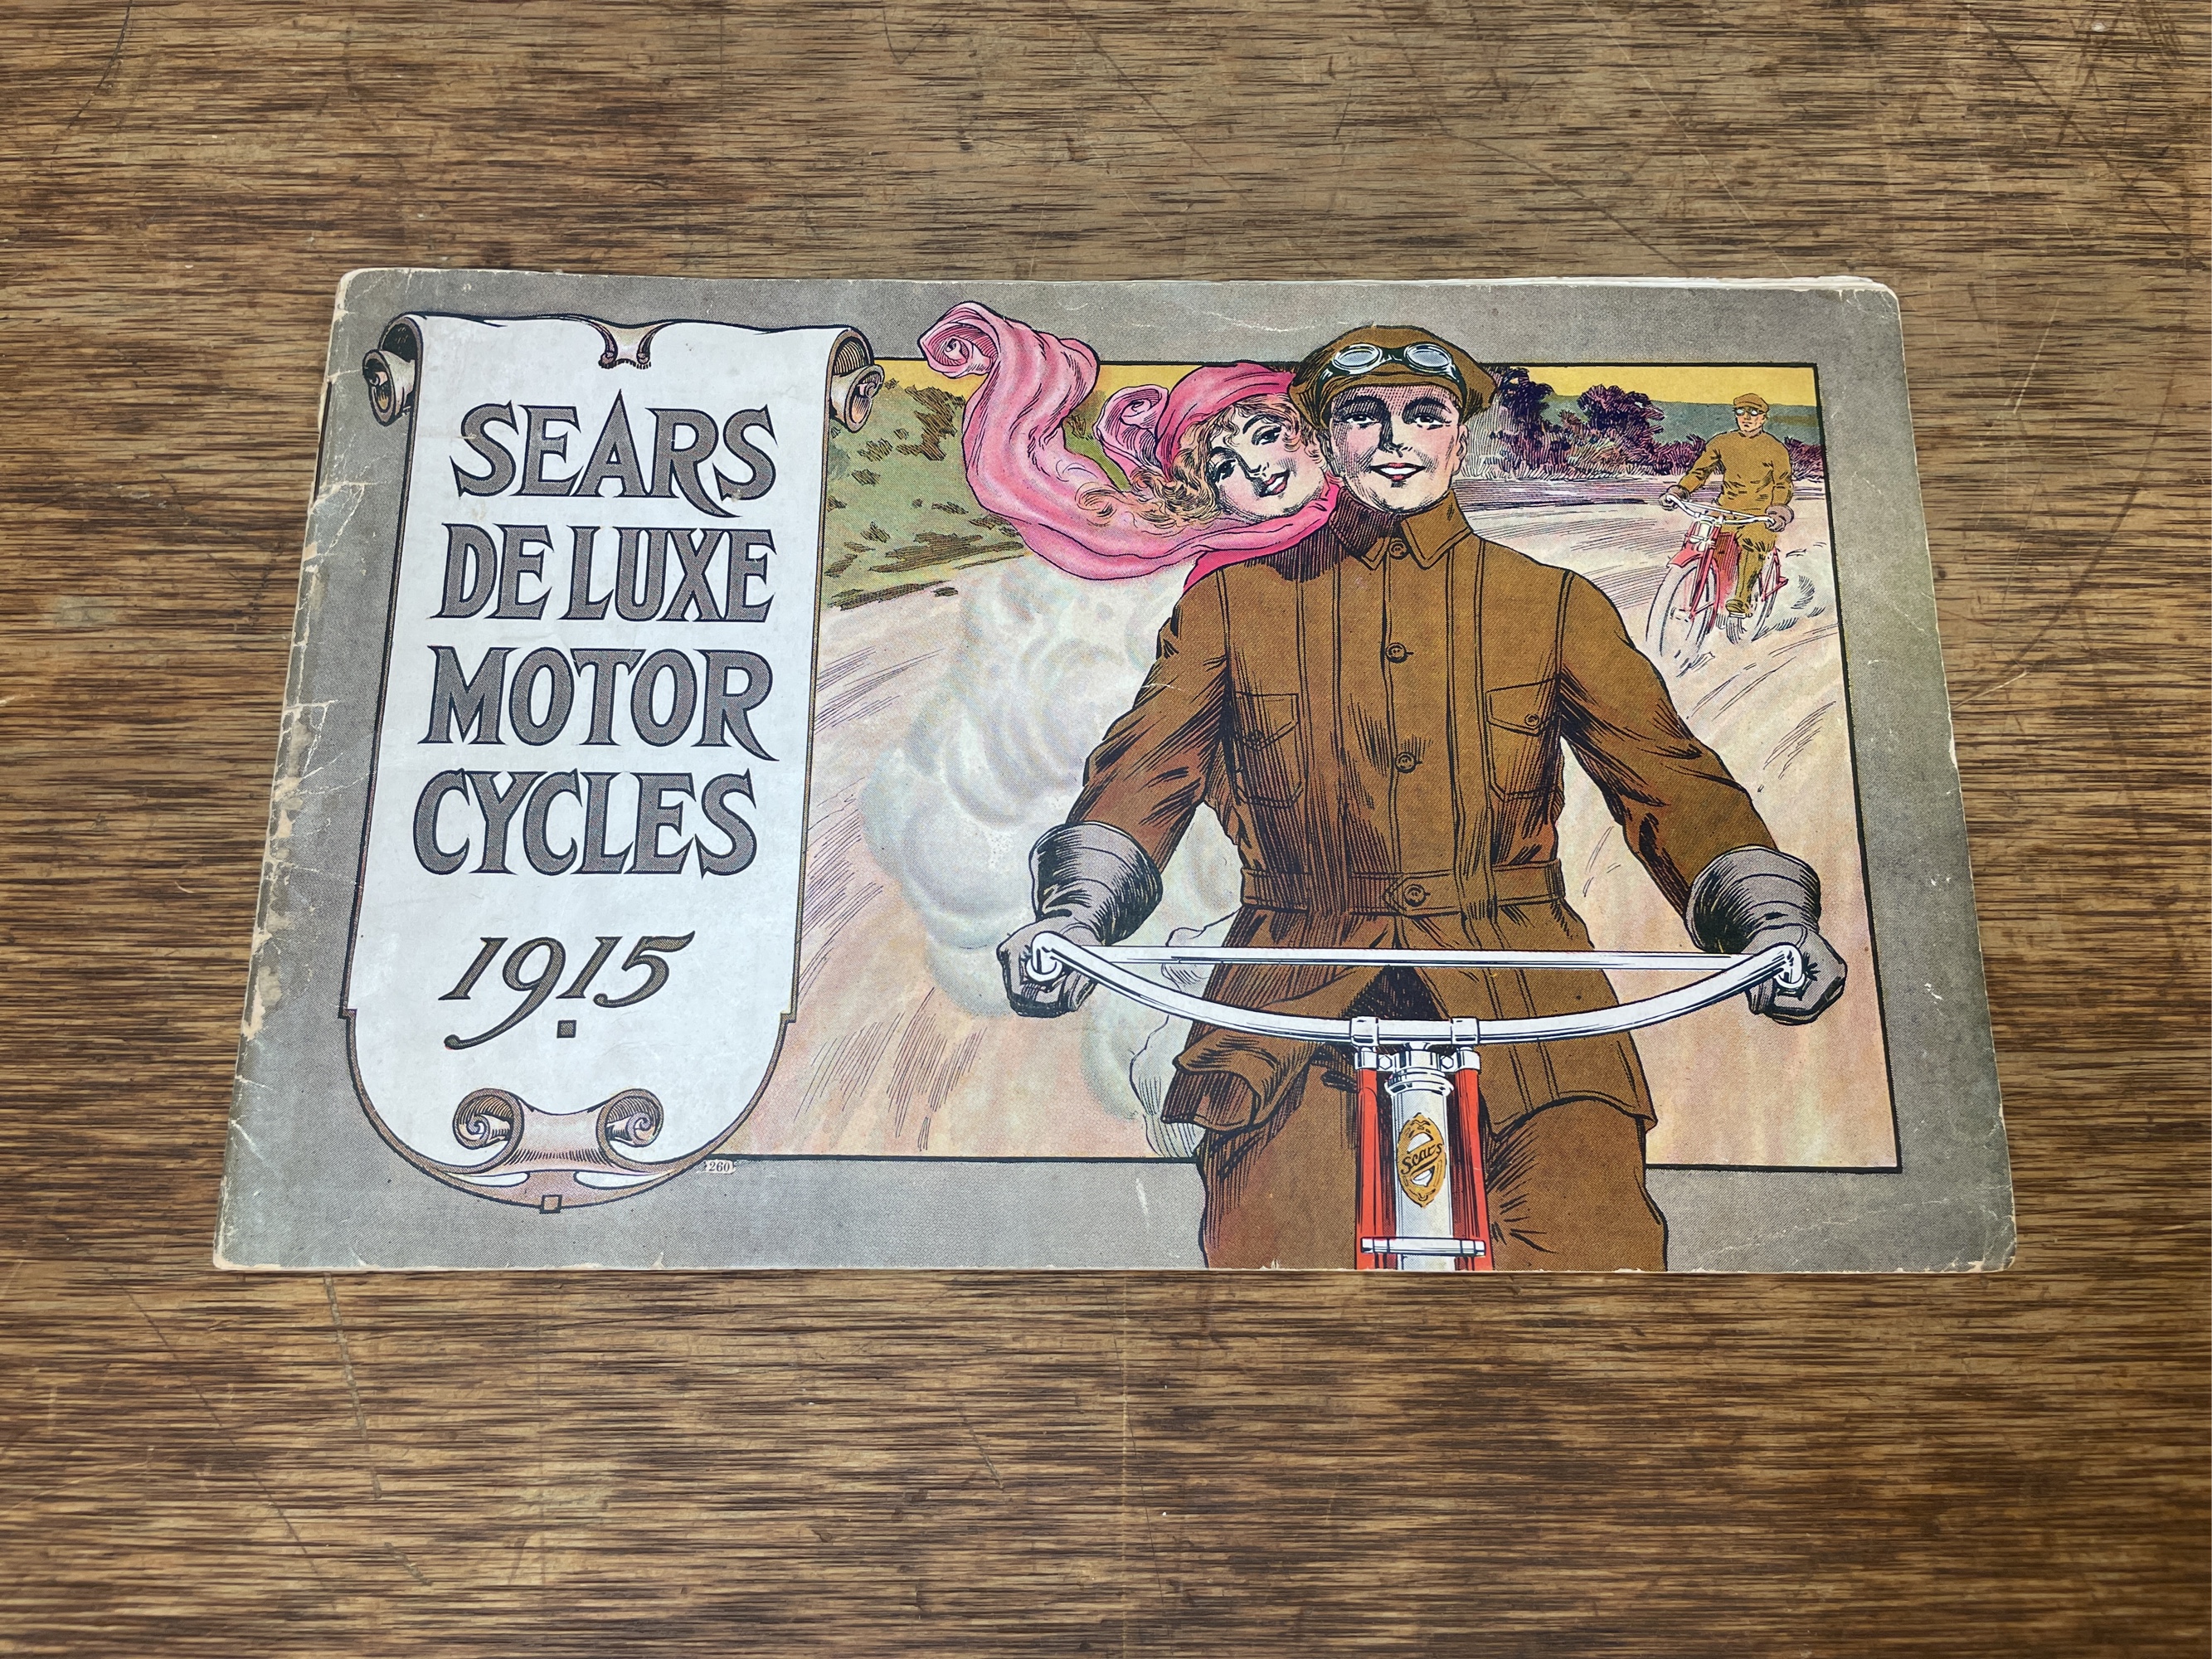 SEARS
DE LUXE
MOTOR
CYCLES
1915
260
Sears